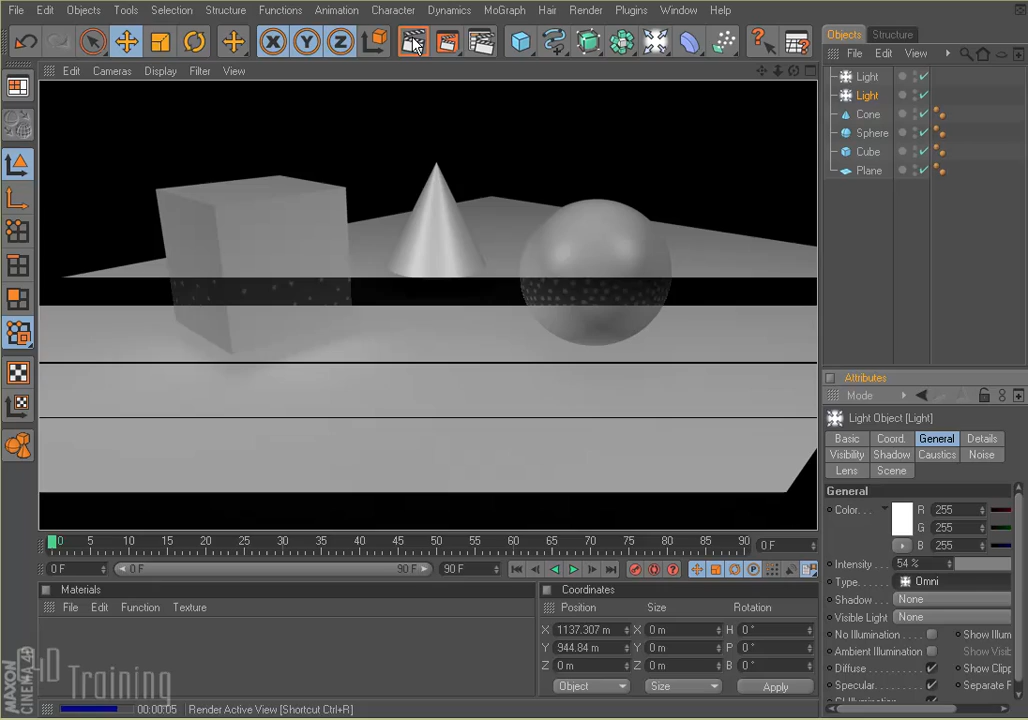 File Edit Tools Selection Structure Functions Animation Character Dynamics MoGraph Hair Render Plugins Window Help
Objects Structure
File Edit View
Edit Cameras Display Filter View
Light
Light
Cone
Sphere
Cube
Plane
Attributes
Mode
Light Object [Light]
Basic Coord. General Details
Visibility Shadow Caustics Noise
Lens Scene
General
Color. . . R 255
G 255
B 255
Intensity 54 %
Type. . . Omni
Shadow . . . None
Visible Light None
No Illumination Show Illum
Ambient Illumination Show Visib
Diffuse . . . Show Clipp
Specular. . . Separate P
0 5 10 15 20 25 30 35 40 45 50 55 60 65 70 75 80 85 90 0 F
0 F 0 F 90 F 90 F
Materials
File Edit Function Texture
Coordinates
Position Size Rotation
X 1137.307 m X 0 m H 0 °
Y 944.84 m Y 0 m P 0 °
Z 0 m Z 0 m B 0 °
Object Size Apply
MAXON
CINEMA 4D
4D Training
00:00:05 Render Active View [Shortcut Ctrl+R]